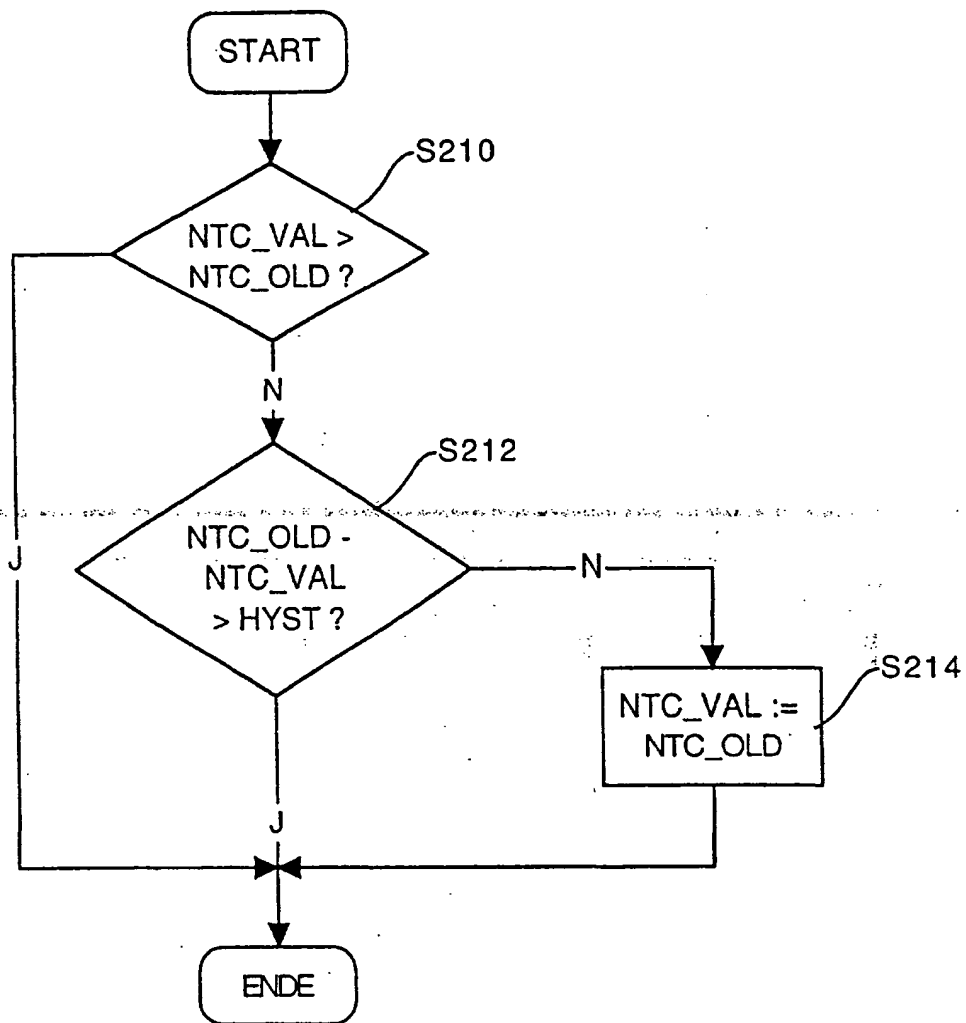 START
S210
NTC_VAL >
NTC_OLD ?
N
S212
NTC_OLD -
NTC_VAL
> HYST ?
J
N
S214
NTC_VAL :=
NTC_OLD
J
ENDE